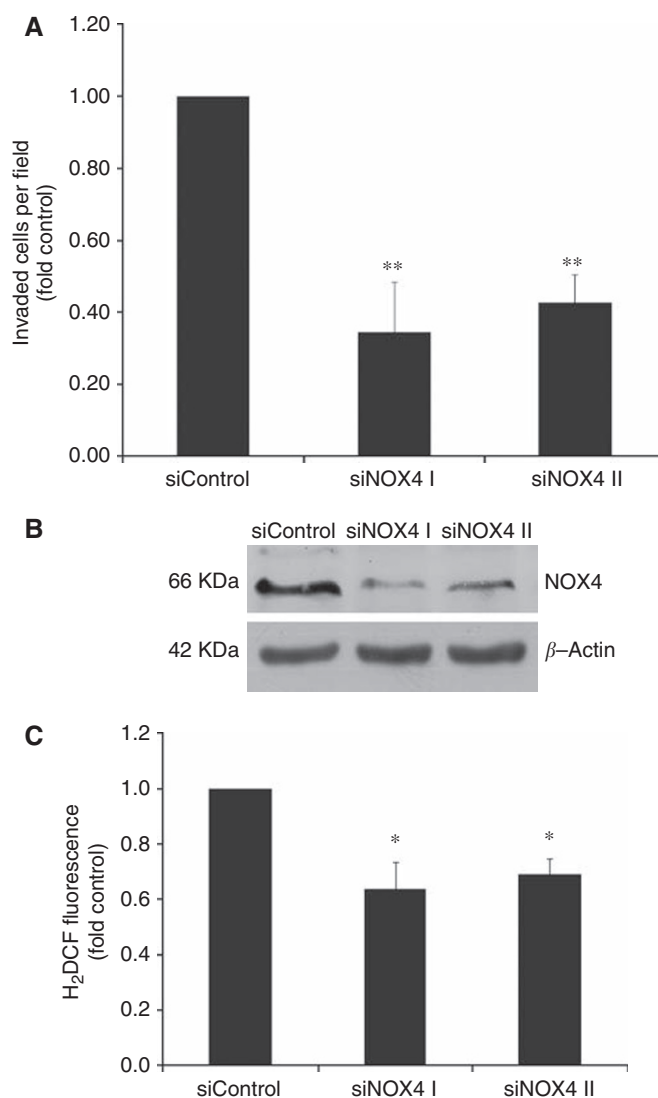 A
1.20
1.00
0.80
0.60
0.40
0.20
0.00
Invaded cells per field
(fold control)
**
**
siControl siNOX4 I siNOX4 II
B
siControl siNOX4 I siNOX4 II
66 KDa NOX4
42 KDa β–Actin
C
1.2
1.0
0.8
0.6
0.4
0.2
0.0
H₂DCF fluorescence
(fold control)
*
*
siControl siNOX4 I siNOX4 II